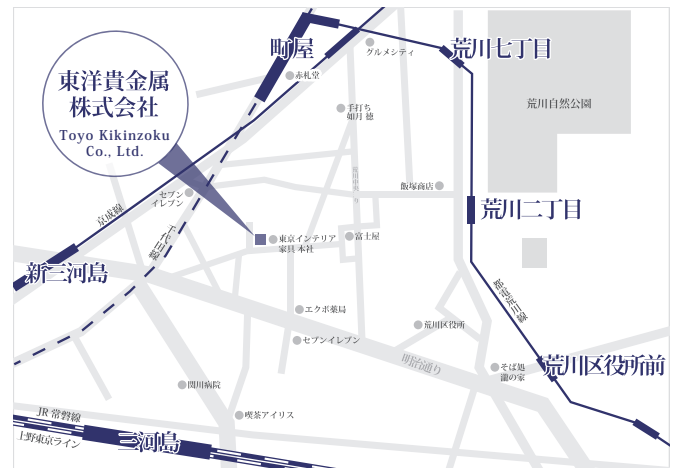 町屋
荒川七丁目
グルメシティ
東洋貴金属
株式会社
Toyo Kikinzoku
Co., Ltd.
赤札堂
手打ち
如月 穂
荒川自然公園
飯塚商店
セブン
イレブン
京成線
千代田線
荒川二丁目
東京インテリア
家具 本社
富士屋
新三河島
都電荒川線
エクボ薬局
荒川区役所
セブンイレブン
明治通り
荒川区役所前
そば処
瀧の家
関川病院
喫茶アイリス
JR 常磐線
上野東京ライン
三河島